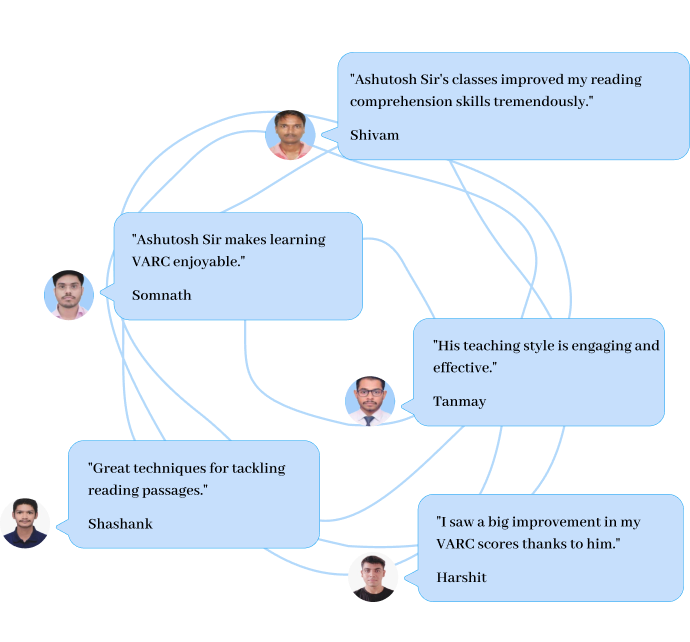 "Ashutosh Sir's classes improved my reading
comprehension skills tremendously."
Shivam
"Ashutosh Sir makes learning
VARC enjoyable."
Somnath
"His teaching style is engaging and
effective."
Tanmay
"Great techniques for tackling
reading passages."
Shashank
"I saw a big improvement in my
VARC scores thanks to him."
Harshit